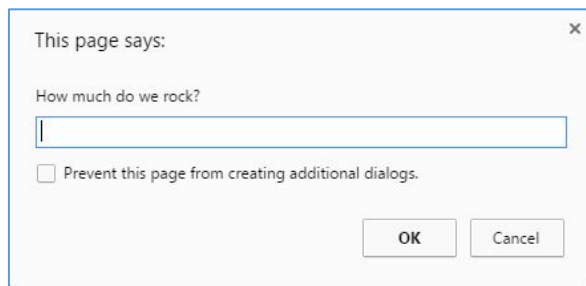 This page says:
How much do we rock?
Prevent this page from creating additional dialogs.
OK Cancel